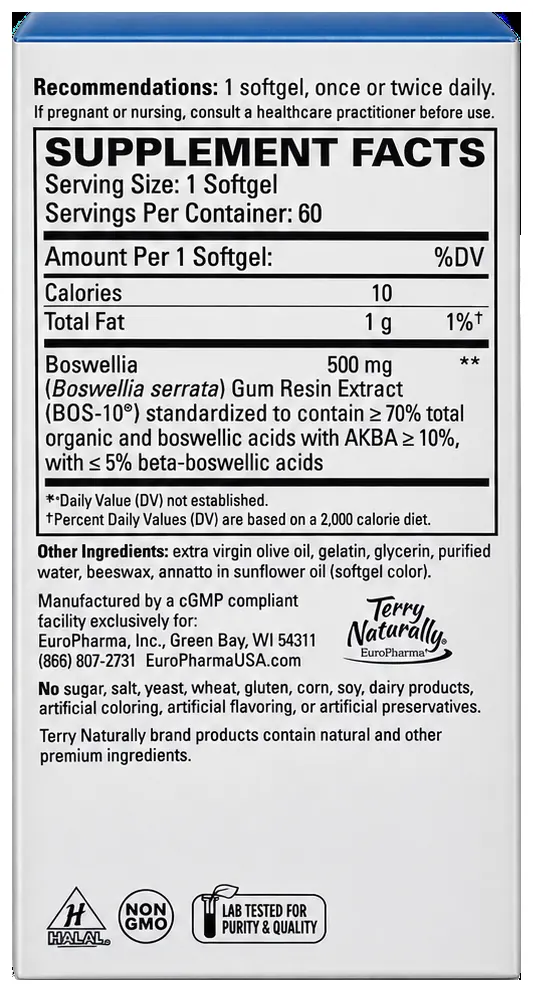 Recommendations: 1 softgel, once or twice daily.
If pregnant or nursing, consult a healthcare practitioner before use.
SUPPLEMENT FACTS
Serving Size: 1 Softgel
Servings Per Container: 60
Amount Per 1 Softgel: %DV
Calories 10
Total Fat 1 g 1%†
Boswellia 500 mg **
(Boswellia serrata) Gum Resin Extract
(BOS-10®) standardized to contain ≥ 70% total
organic and boswellic acids with AKBA ≥ 10%,
with ≤ 5% beta-boswellic acids
**Daily Value (DV) not established.
†Percent Daily Values (DV) are based on a 2,000 calorie diet.
Other Ingredients: extra virgin olive oil, gelatin, glycerin, purified
water, beeswax, annatto in sunflower oil (softgel color).
Manufactured by a cGMP compliant
facility exclusively for:
EuroPharma, Inc., Green Bay, WI 54311
(866) 807-2731 EuroPharmaUSA.com
Terry
Naturally®
EuroPharma
No sugar, salt, yeast, wheat, gluten, corn, soy, dairy products,
artificial coloring, artificial flavoring, or artificial preservatives.
Terry Naturally brand products contain natural and other
premium ingredients.
H
HALAL®
NON
GMO
LAB TESTED FOR
PURITY & QUALITY